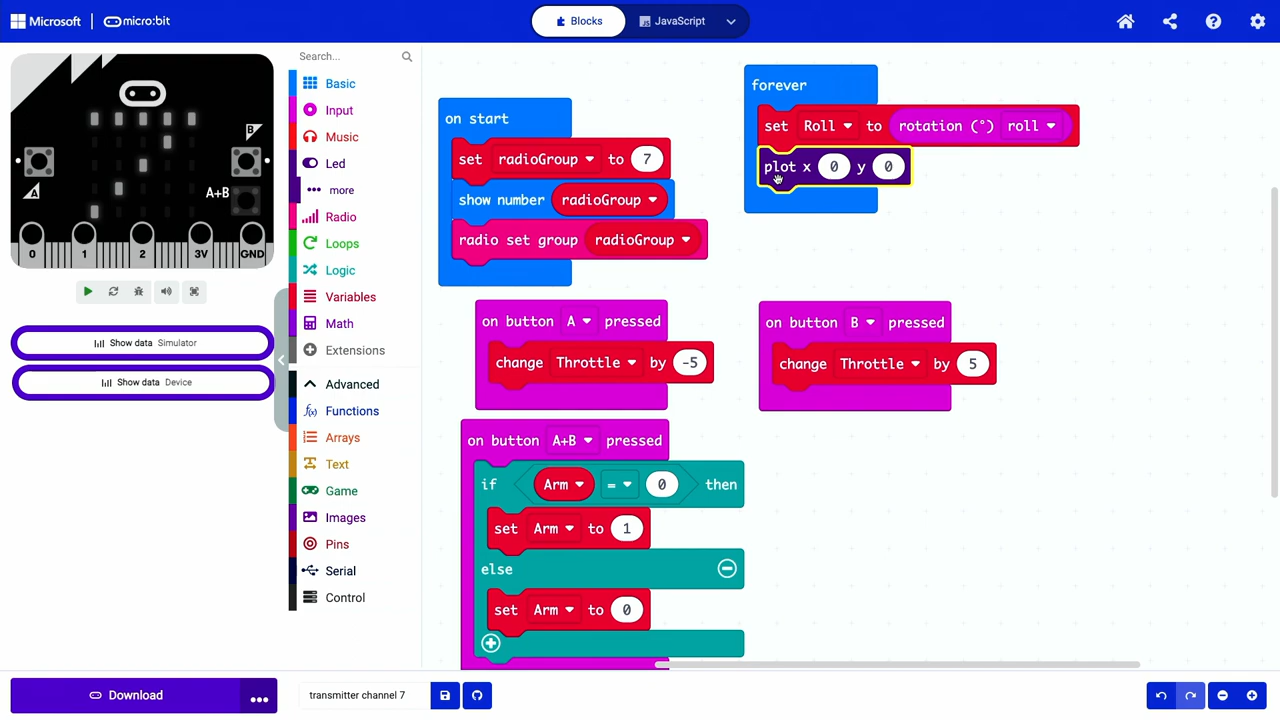 Microsoft micro:bit Blocks JavaScript
Search...
Basic
Input
Music
Led
more
Radio
Loops
Logic
Variables
Math
Extensions
Advanced
Functions
Arrays
Text
Game
Images
Pins
Serial
Control
A
B
A+B
0 1 2 3V GND
Show data Simulator
Show data Device
on start
set radioGroup to 7
show number radioGroup
radio set group radioGroup
forever
set Roll to rotation (°) roll
plot x 0 y 0
on button A pressed
change Throttle by -5
on button B pressed
change Throttle by 5
on button A+B pressed
if Arm = 0 then
set Arm to 1
else
set Arm to 0
Download
transmitter channel 7